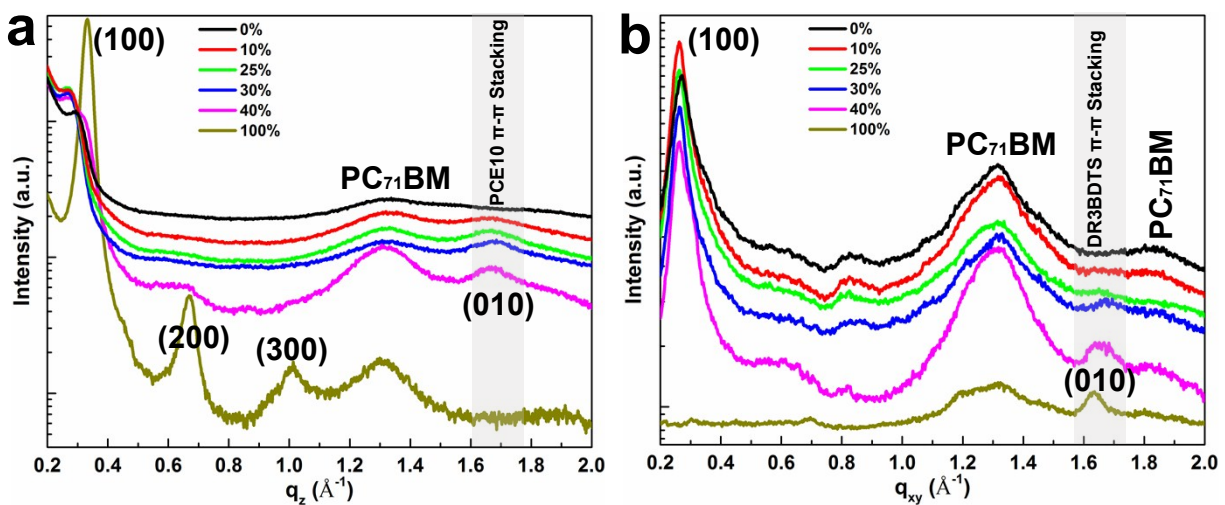 a
(100)
0%
10%
25%
30%
40%
100%
PC₇₁BM
PCE10 π-π Stacking
(200)
(300)
(010)
Intensity (a.u.)
0.2 0.4 0.6 0.8 1.0 1.2 1.4 1.6 1.8 2.0
q_z (Å⁻¹)
b
(100)
0%
10%
25%
30%
40%
100%
PC₇₁BM
DR3BDTS π-π Stacking
PC₇₁BM
(010)
Intensity (a.u.)
0.2 0.4 0.6 0.8 1.0 1.2 1.4 1.6 1.8 2.0
q_xy (Å⁻¹)